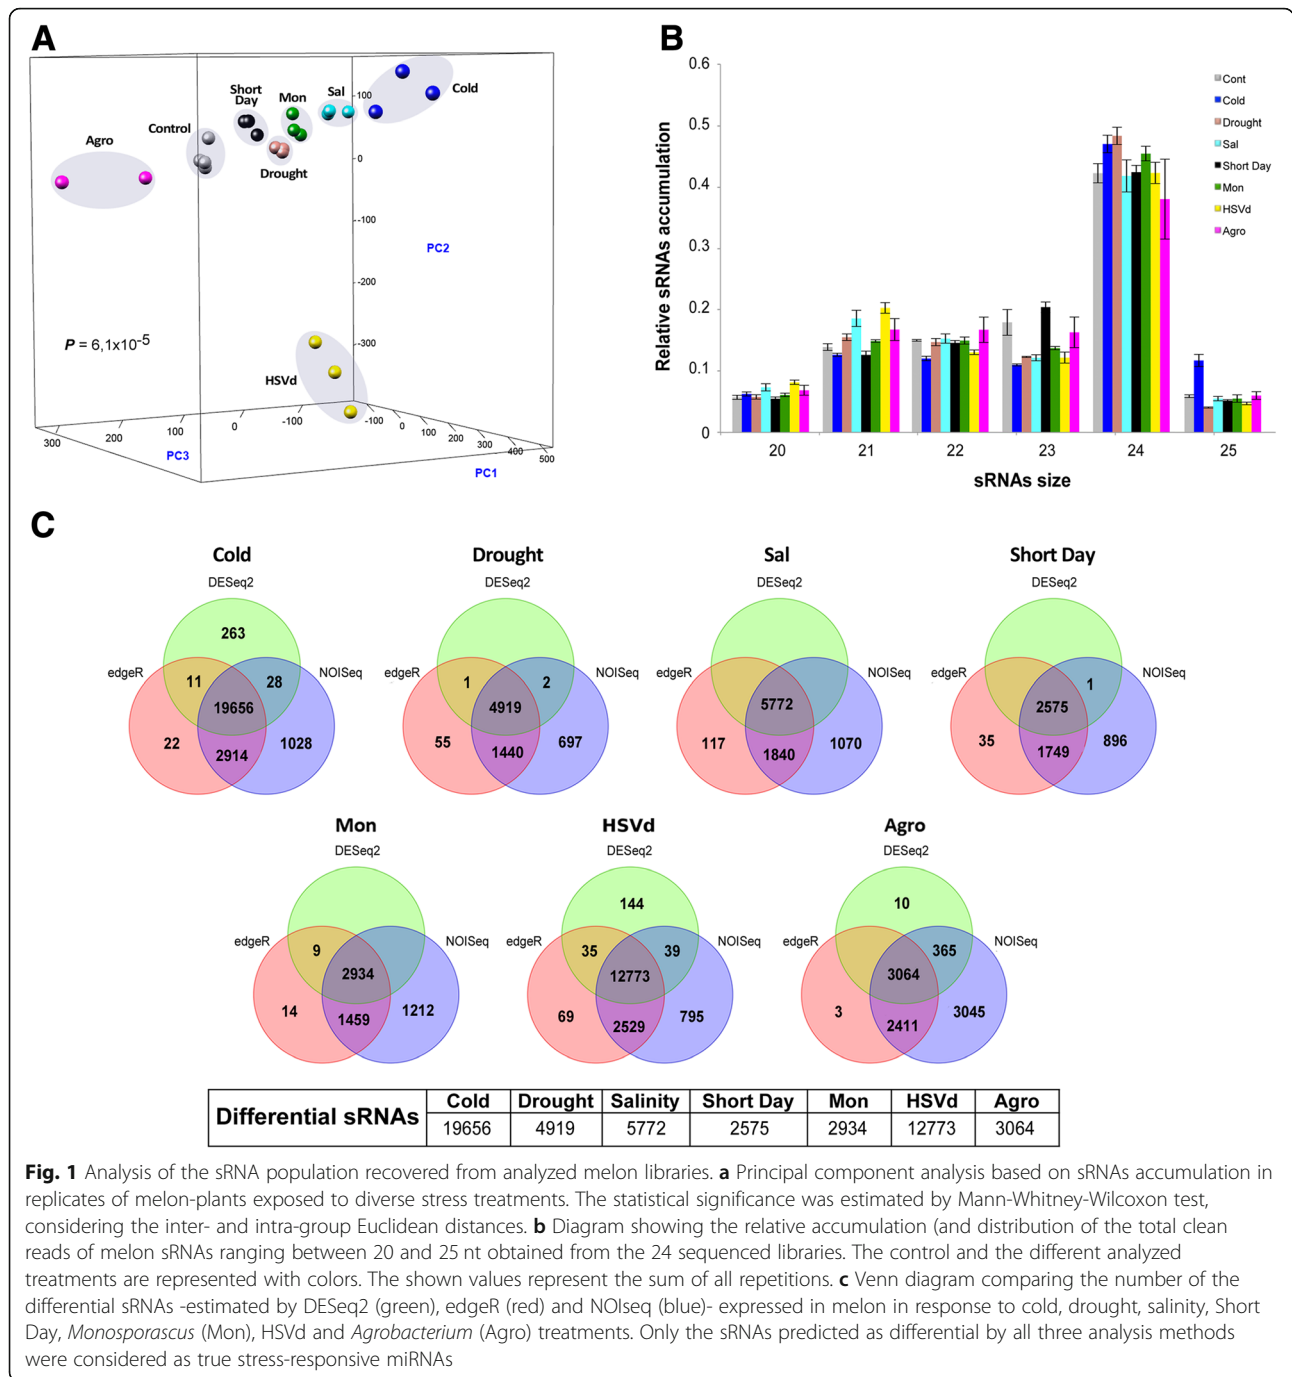 A
B
Agro
Control
Short
Day
Mon
Sal
Cold
Drought
HSVd
100
0
-100
-200
-300
PC2
P = 6,1x10-5
300
200
100
0
-100
PC3
-100
0
100
200
300
400
500
PC1
Relative sRNAs accumulation
0.6
0.5
0.4
0.3
0.2
0.1
0
20 21 22 23 24 25
sRNAs size
Cont
Cold
Drought
Sal
Short Day
Mon
HSVd
Agro
C
Cold
DESeq2
edgeR
NOISeq
263
11
28
19656
22
2914
1028
Drought
DESeq2
edgeR
NOISeq
1
2
4919
55
1440
697
Sal
DESeq2
edgeR
NOISeq
5772
117
1840
1070
Short Day
DESeq2
edgeR
NOISeq
1
2575
35
1749
896
Mon
DESeq2
edgeR
NOISeq
9
2934
14
1459
1212
HSVd
DESeq2
edgeR
NOISeq
144
35
39
12773
69
2529
795
Agro
DESeq2
edgeR
NOISeq
10
365
3064
3
2411
3045
Differential sRNAs
Cold Drought Salinity Short Day Mon HSVd Agro
19656 4919 5772 2575 2934 12773 3064
Fig. 1 Analysis of the sRNA population recovered from analyzed melon libraries. a Principal component analysis based on sRNAs accumulation in
replicates of melon-plants exposed to diverse stress treatments. The statistical significance was estimated by Mann-Whitney-Wilcoxon test,
considering the inter- and intra-group Euclidean distances. b Diagram showing the relative accumulation (and distribution of the total clean
reads of melon sRNAs ranging between 20 and 25 nt obtained from the 24 sequenced libraries. The control and the different analyzed
treatments are represented with colors. The shown values represent the sum of all repetitions. c Venn diagram comparing the number of the
differential sRNAs -estimated by DESeq2 (green), edgeR (red) and NOIseq (blue)- expressed in melon in response to cold, drought, salinity, Short
Day, Monosporascus (Mon), HSVd and Agrobacterium (Agro) treatments. Only the sRNAs predicted as differential by all three analysis methods
were considered as true stress-responsive miRNAs